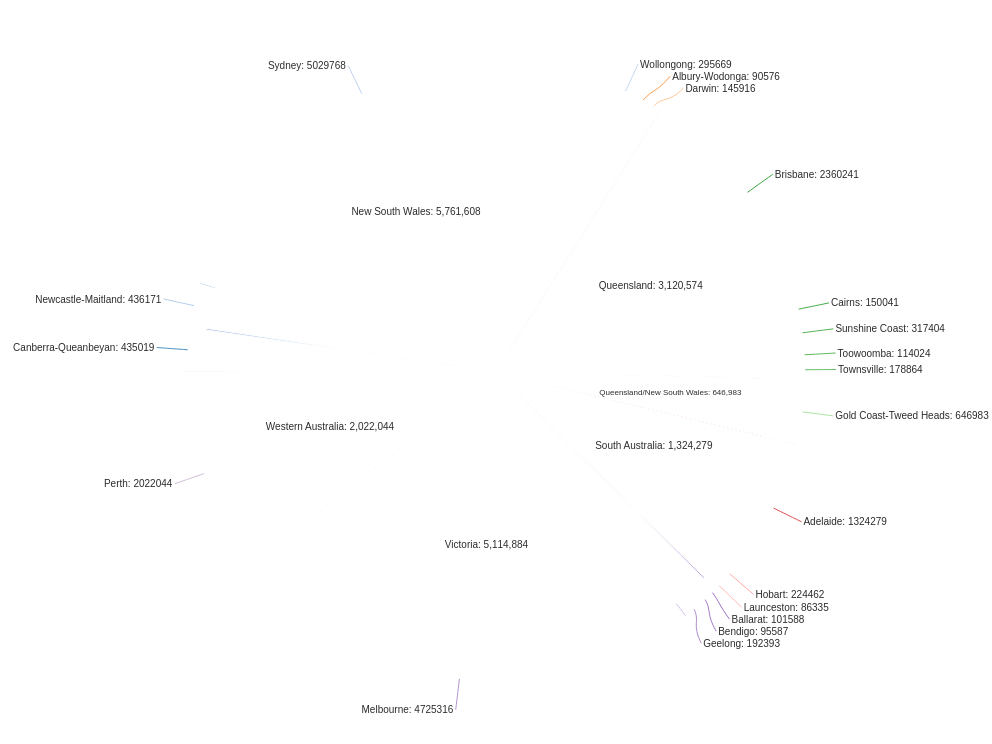 Wollongong: 295669
Sydney: 5029768
Albury-Wodonga: 90576
Darwin: 145916
Brisbane: 2360241
New South Wales: 5,761,608
Queensland: 3,120,574
Newcastle-Maitland: 436171
Cairns: 150041
Sunshine Coast: 317404
Canberra-Queanbeyan: 435019
Toowoomba: 114024
Townsville: 178864
Queensland/New South Wales: 646,983
Gold Coast-Tweed Heads: 646983
Western Australia: 2,022,044
South Australia: 1,324,279
Perth: 2022044
Adelaide: 1324279
Victoria: 5,114,884
Hobart: 224462
Launceston: 86335
Ballarat: 101588
Bendigo: 95587
Geelong: 192393
Melbourne: 4725316